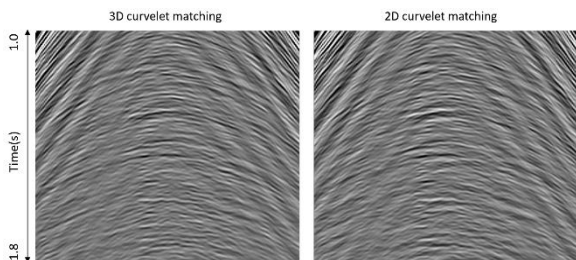 3D curvelet matching
2D curvelet matching
1.0
Time(s)
1.8